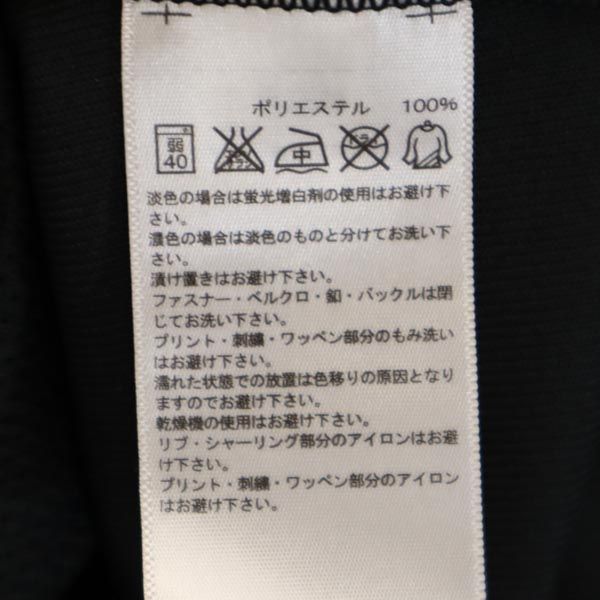 ポリエステル 100%
弱 40 エンソサラシ 中 ドライ
淡色の場合は蛍光増白剤の使用はお避け下
さい。
濃色の場合は淡色のものと分けてお洗い下
さい。
漬け置きはお避け下さい。
ファスナー・ベルクロ・釦・バックルは閉
じてお洗い下さい。
プリント・刺繍・ワッペン部分のもみ洗い
はお避け下さい。
濡れた状態での放置は色移りの原因となり
ますのでお避け下さい。
乾燥機の使用はお避け下さい。
リブ・シャーリング部分のアイロンはお避
け下さい。
プリント・刺繍・ワッペン部分のアイロン
はお避け下さい。